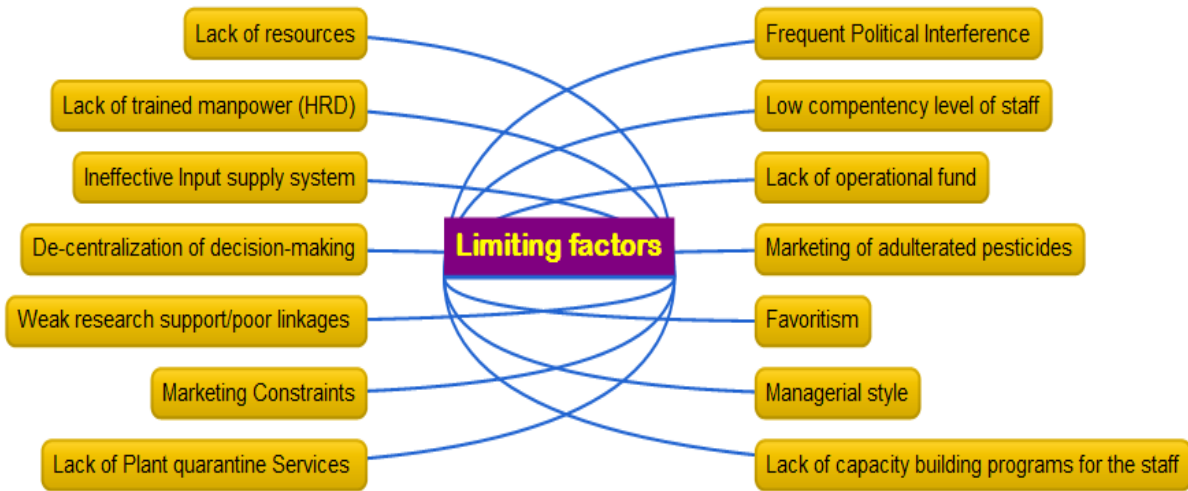 Lack of resources
Lack of trained manpower (HRD)
Ineffective Input supply system
De-centralization of decision-making
Weak research support/poor linkages
Marketing Constraints
Lack of Plant quarantine Services
Limiting factors
Frequent Political Interference
Low compentency level of staff
Lack of operational fund
Marketing of adulterated pesticides
Favoritism
Managerial style
Lack of capacity building programs for the staff